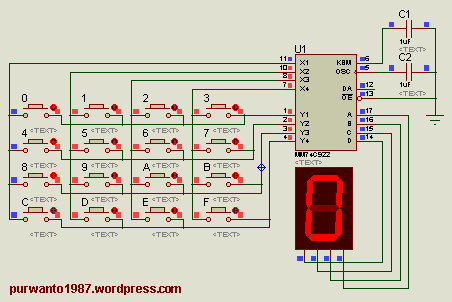 C1
1uF
<TEXT>
C2
1uF
<TEXT>
U1
11 X1 KBM 6
10 X2 OSC 5
8 X3
7 X4 DA 12
OE 13
1 Y1 A 17
2 Y2 B 16
3 Y3 C 15
4 Y4 D 14
MM74C922
<TEXT>
0 1 2 3
<TEXT> <TEXT> <TEXT> <TEXT>
4 5 6 7
<TEXT> <TEXT> <TEXT> <TEXT>
8 9 A B
<TEXT> <TEXT> <TEXT> <TEXT>
C D E F
<TEXT> <TEXT> <TEXT> <TEXT>
0
<TEXT>
purwanto1987.wordpress.com